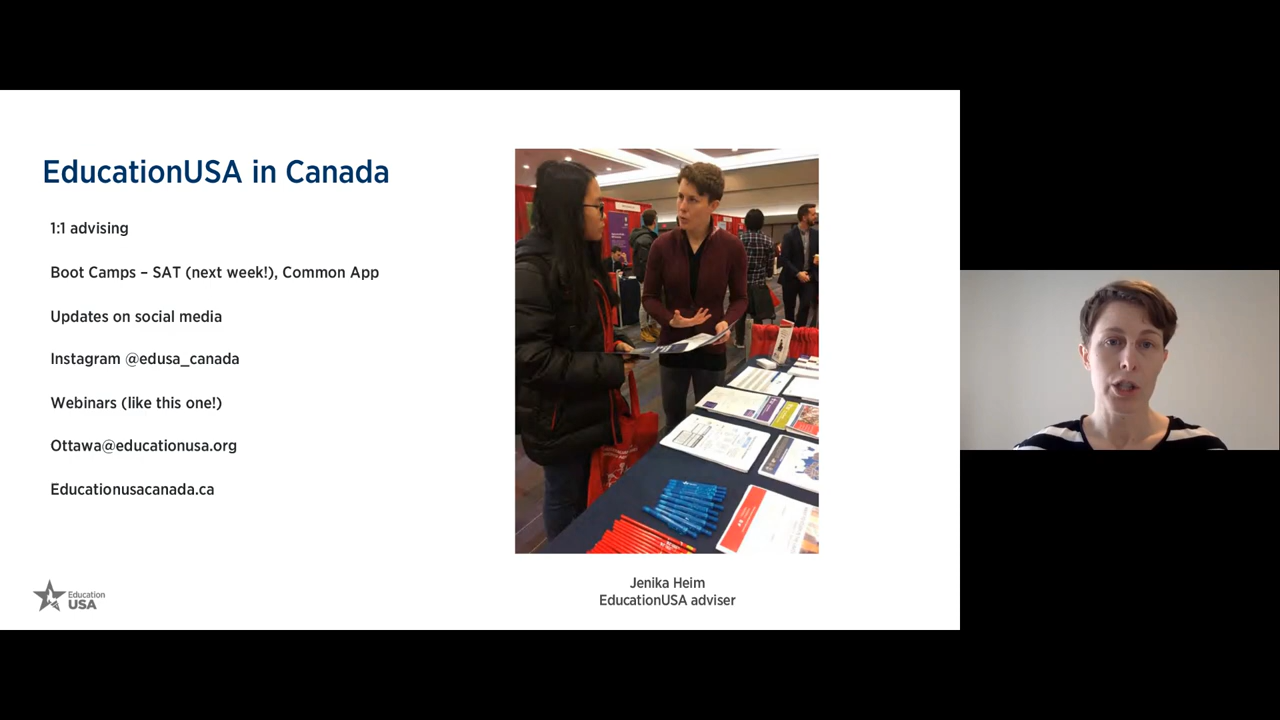 EducationUSA in Canada
1:1 advising
Boot Camps – SAT (next week!), Common App
Updates on social media
Instagram @edusa_canada
Webinars (like this one!)
Ottawa@educationusa.org
Educationusacanada.ca
Education
USA
Jenika Heim
EducationUSA adviser